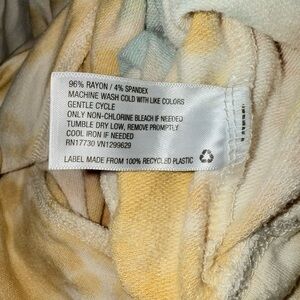 96% RAYON / 4% SPANDEX
MACHINE WASH COLD WITH LIKE COLORS
GENTLE CYCLE
ONLY NON-CHLORINE BLEACH IF NEEDED
TUMBLE DRY LOW, REMOVE PROMPTLY
COOL IRON IF NEEDED
RN17730 VN1299629
LABEL MADE FROM 100% RECYCLED PLASTIC